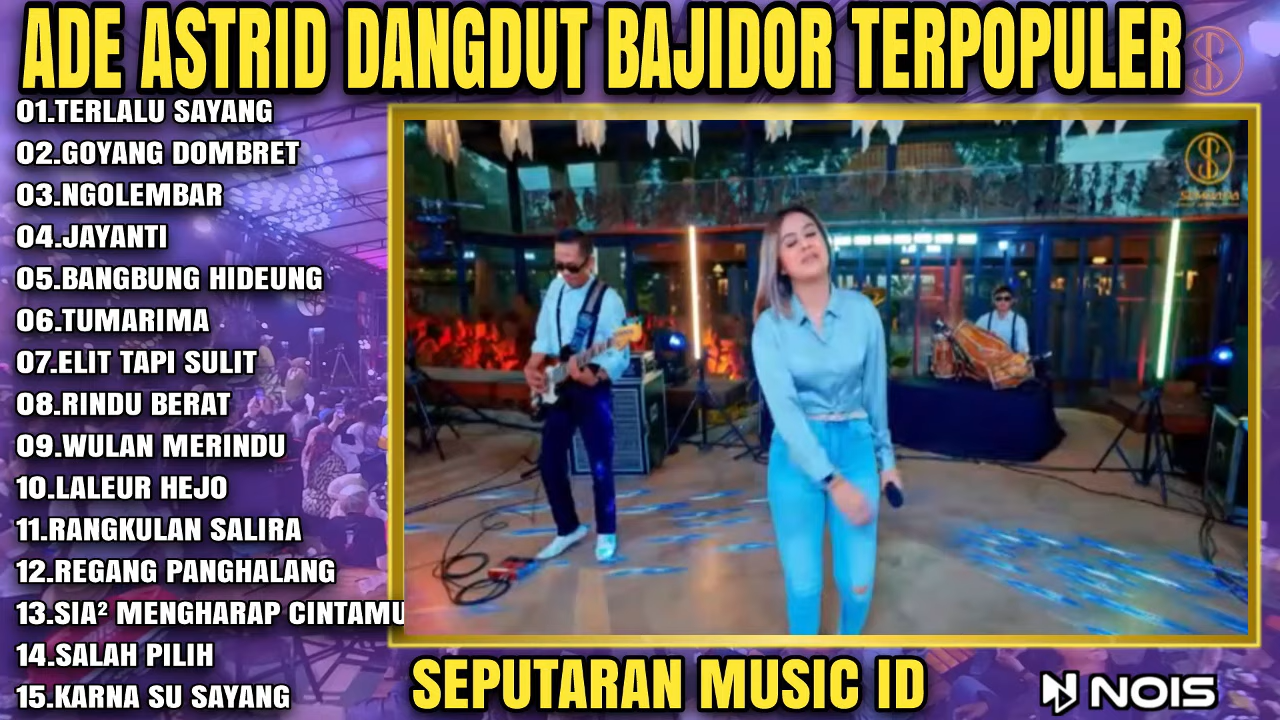 ADE ASTRID DANGDUT BAJIDOR TERPOPULER
01.TERLALU SAYANG
02.GOYANG DOMBRET
03.NGOLEMBAR
04.JAYANTI
05.BANGBUNG HIDEUNG
06.TUMARIMA
07.ELIT TAPI SULIT
08.RINDU BERAT
09.WULAN MERINDU
10.LALEUR HEJO
11.RANGKULAN SALIRA
12.REGANG PANGHALANG
13.SIA² MENGHARAP CINTAMU
14.SALAH PILIH
15.KARNA SU SAYANG
SEPUTARAN MUSIC ID
NOIS